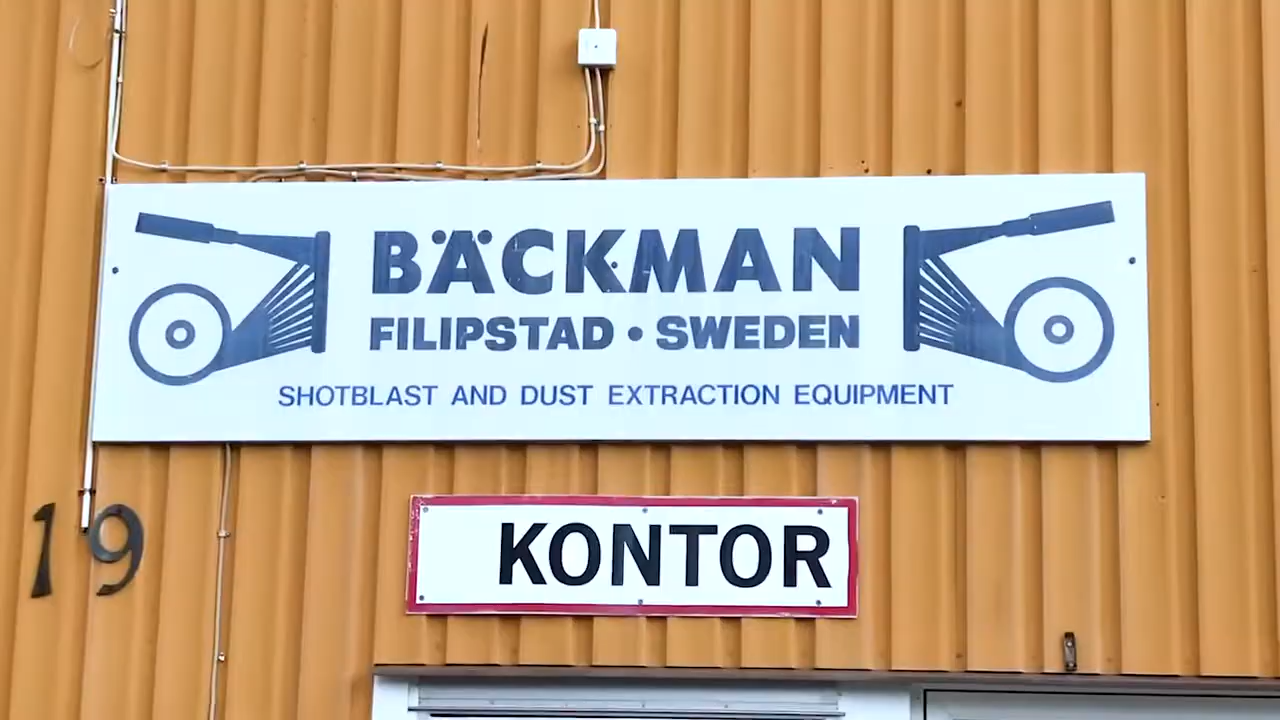 BÄCKMAN
FILIPSTAD • SWEDEN
SHOTBLAST AND DUST EXTRACTION EQUIPMENT
19
KONTOR